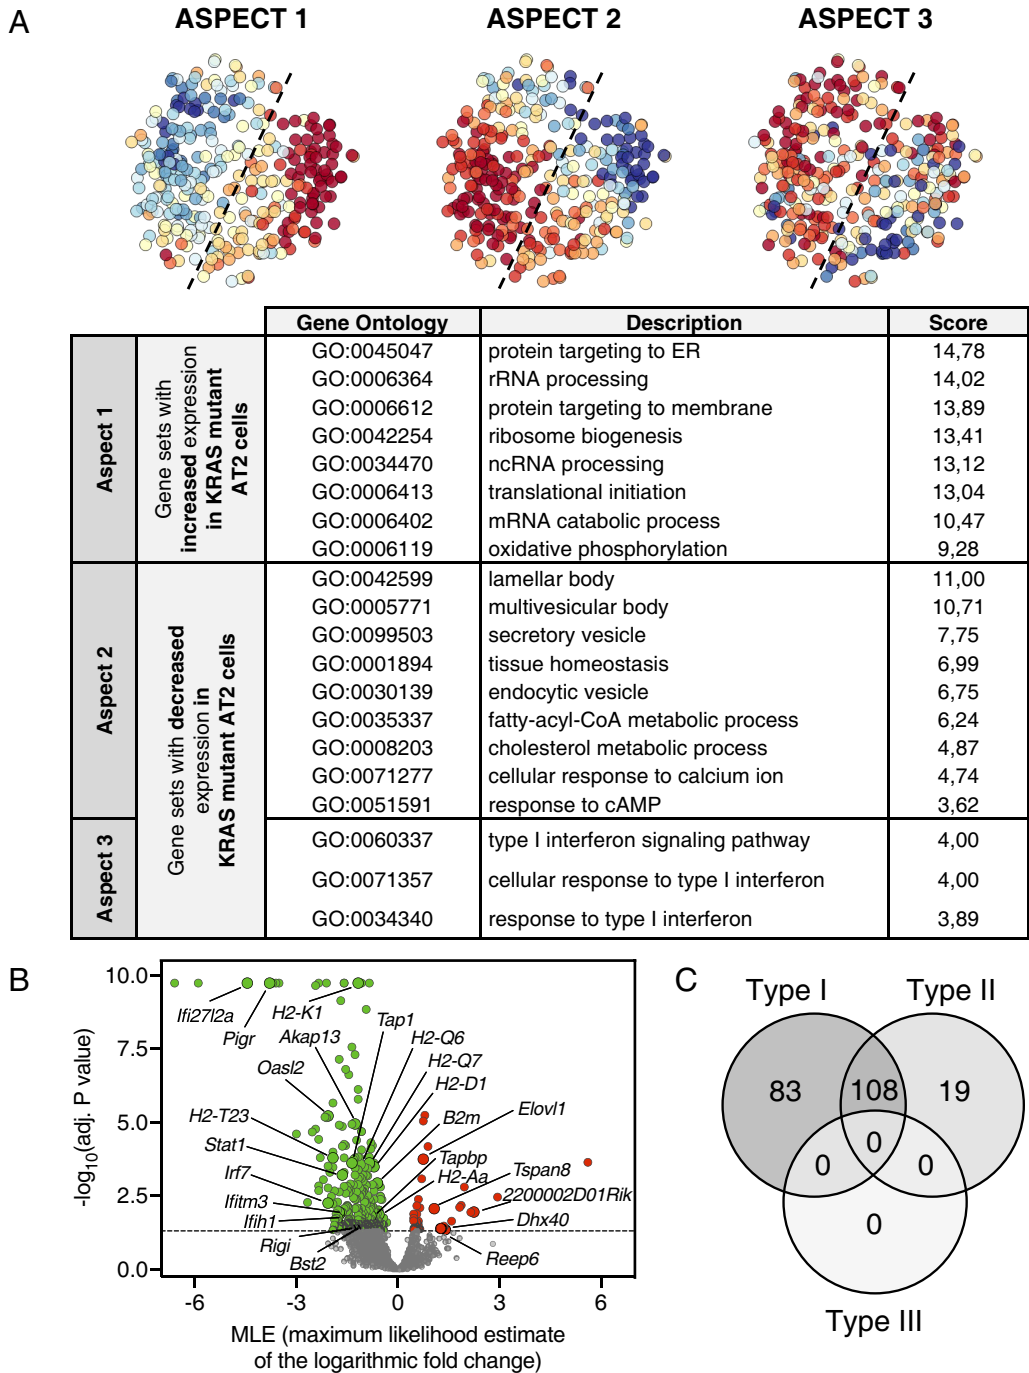 A
ASPECT 1 ASPECT 2 ASPECT 3
Gene Ontology Description Score
Aspect 1
Gene sets with
increased expression
in KRAS mutant
AT2 cells
GO:0045047 protein targeting to ER 14,78
GO:0006364 rRNA processing 14,02
GO:0006612 protein targeting to membrane 13,89
GO:0042254 ribosome biogenesis 13,41
GO:0034470 ncRNA processing 13,12
GO:0006413 translational initiation 13,04
GO:0006402 mRNA catabolic process 10,47
GO:0006119 oxidative phosphorylation 9,28
Aspect 2
Gene sets with decreased
expression in
KRAS mutant AT2 cells
GO:0042599 lamellar body 11,00
GO:0005771 multivesicular body 10,71
GO:0099503 secretory vesicle 7,75
GO:0001894 tissue homeostasis 6,99
GO:0030139 endocytic vesicle 6,75
GO:0035337 fatty-acyl-CoA metabolic process 6,24
GO:0008203 cholesterol metabolic process 4,87
GO:0071277 cellular response to calcium ion 4,74
GO:0051591 response to cAMP 3,62
Aspect 3
GO:0060337 type I interferon signaling pathway 4,00
GO:0071357 cellular response to type I interferon 4,00
GO:0034340 response to type I interferon 3,89
B
-log10(adj. P value)
10.0
7.5
5.0
2.5
0.0
Ifi27l2a
Pigr
H2-K1
Akap13
Tap1
H2-Q6
Oasl2
H2-Q7
H2-D1
H2-T23
B2m
Elovl1
Stat1
Tapbp
Irf7
H2-Aa
Tspan8
Ifitm3
2200002D01Rik
Ifih1
Dhx40
Rigi
Bst2
Reep6
-6 -3 0 3 6
MLE (maximum likelihood estimate
of the logarithmic fold change)
C
Type I Type II
83 108 19
0
0 0
0
Type III